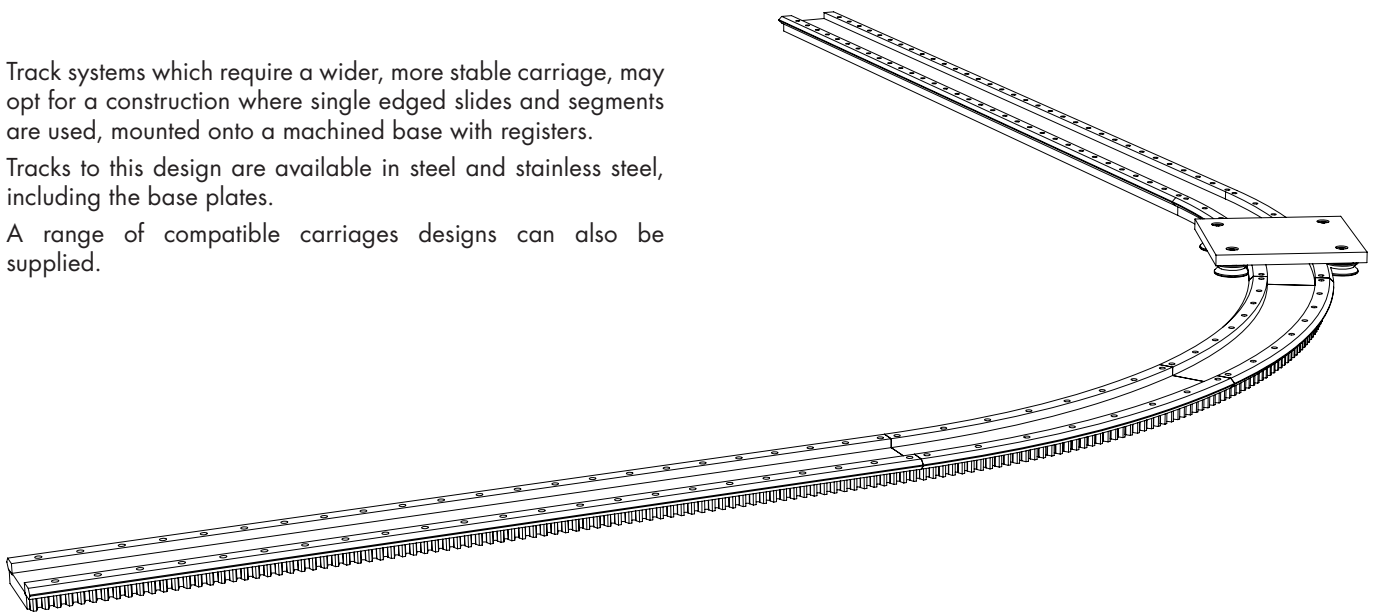 Track systems which require a wider, more stable carriage, may
opt for a construction where single edged slides and segments
are used, mounted onto a machined base with registers.
Tracks to this design are available in steel and stainless steel,
including the base plates.
A range of compatible carriages designs can also be
supplied.